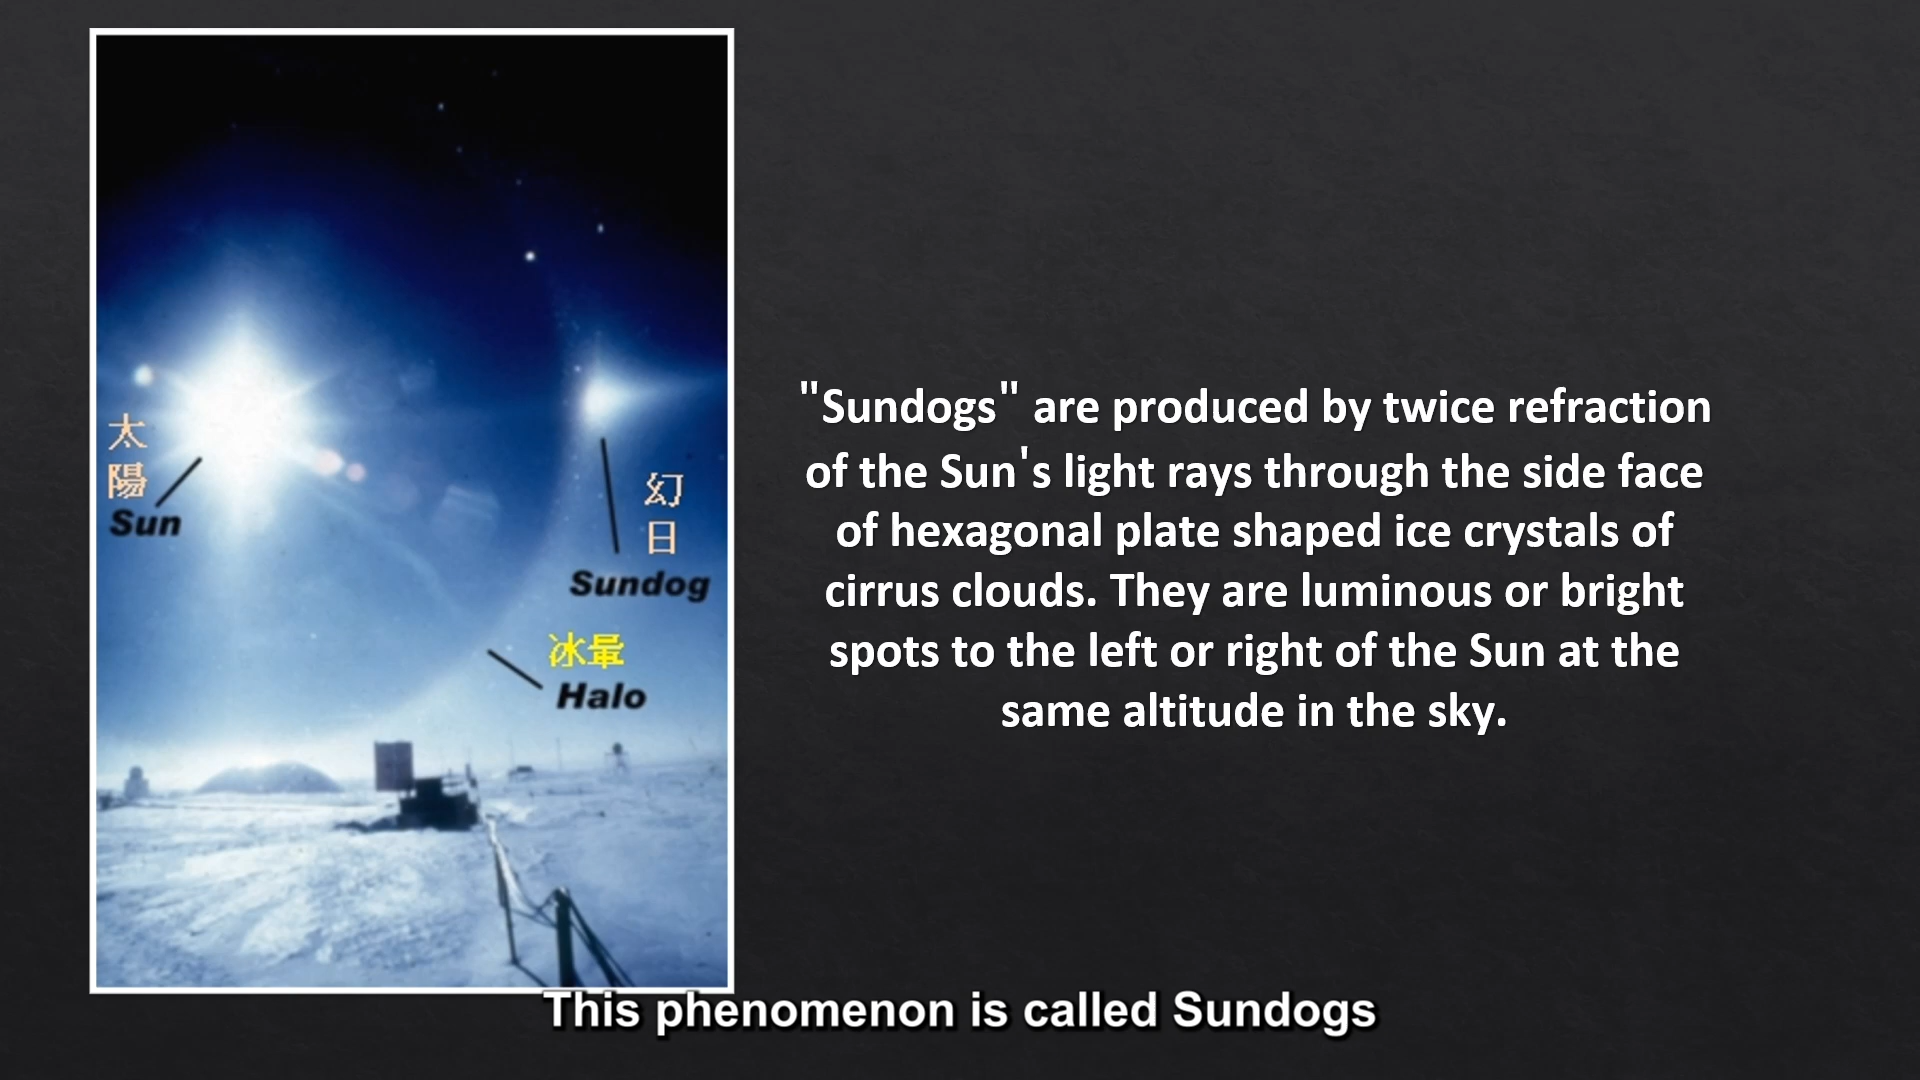 太
陽
Sun
幻
日
Sundog
冰暈
Halo
"Sundogs" are produced by twice refraction
of the Sun's light rays through the side face
of hexagonal plate shaped ice crystals of
cirrus clouds. They are luminous or bright
spots to the left or right of the Sun at the
same altitude in the sky.
This phenomenon is called Sundogs